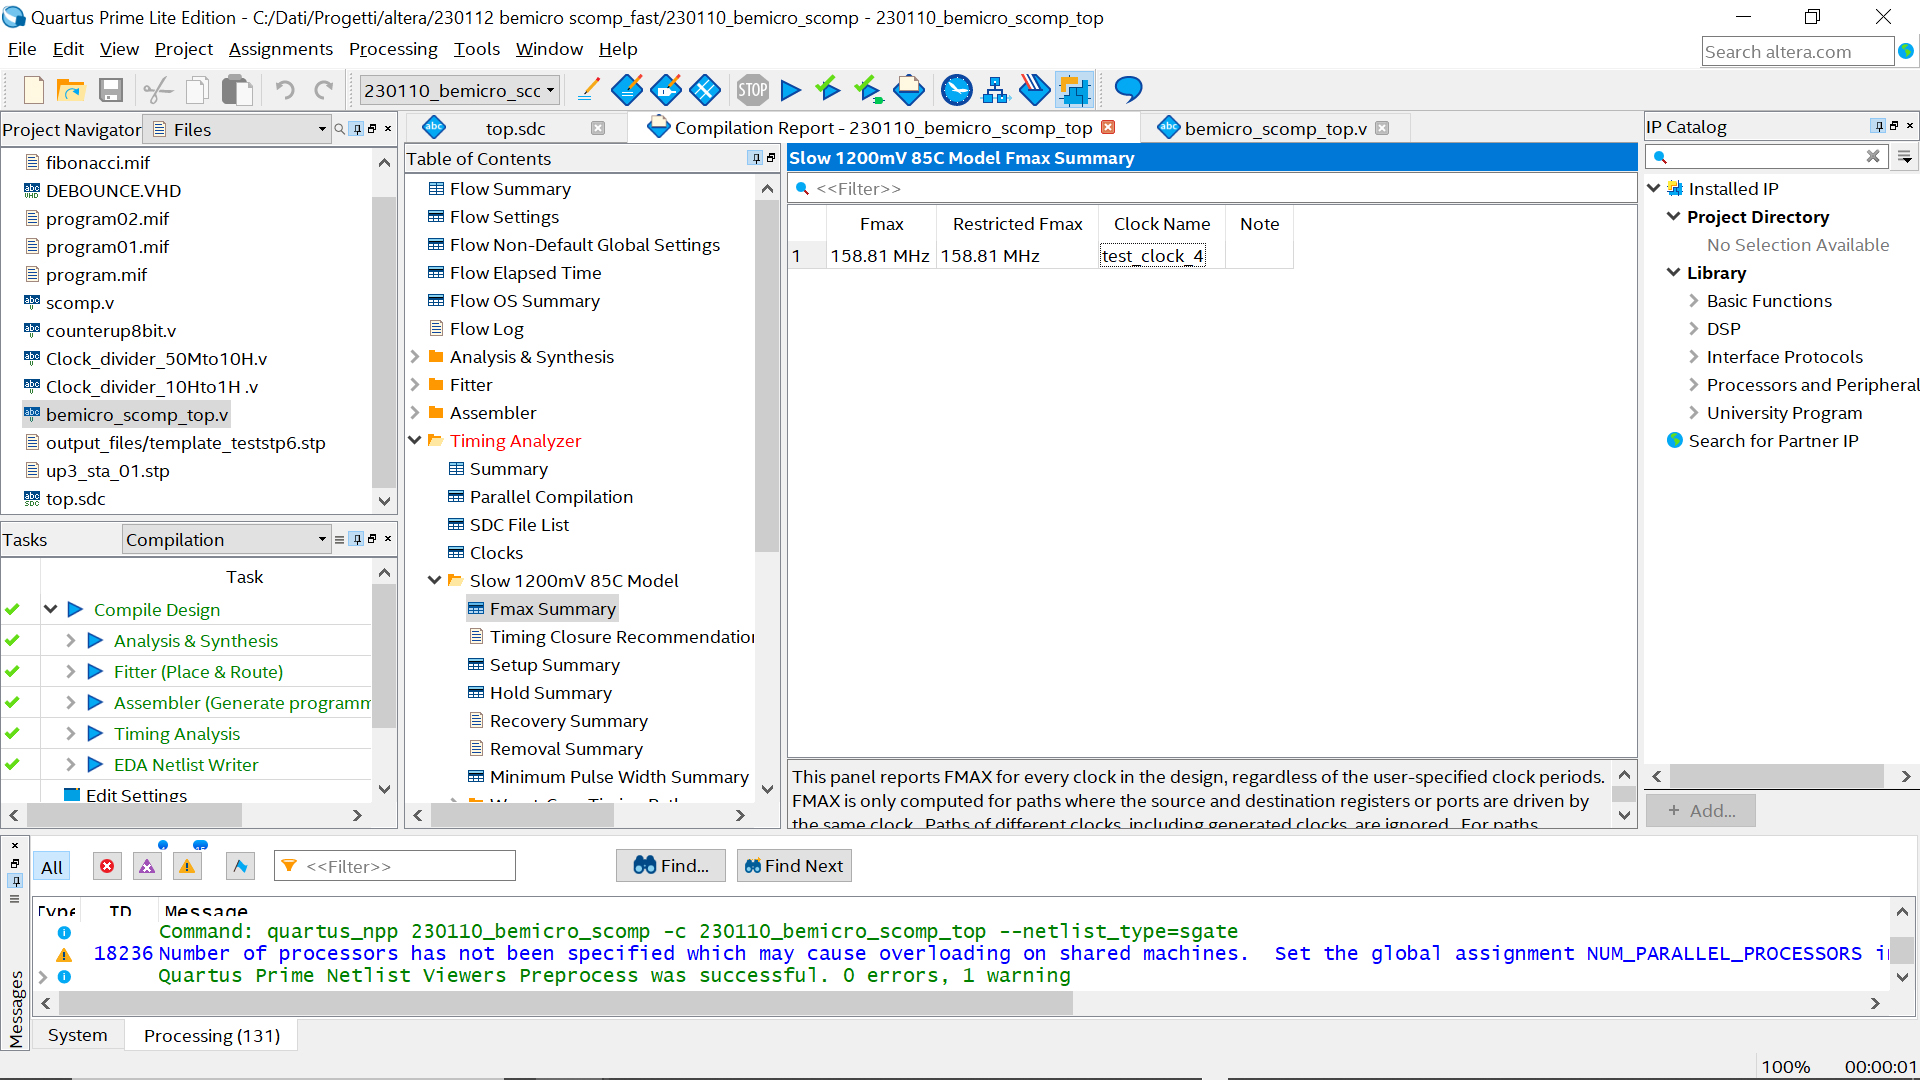 Quartus Prime Lite Edition - C:/Dati/Progetti/altera/230112 bemicro scomp_fast/230110_bemicro_scomp - 230110_bemicro_scomp_top
File Edit View Project Assignments Processing Tools Window Help
Search altera.com
230110_bemicro_scc
STOP
Project Navigator
Files
fibonacci.mif
DEBOUNCE.VHD
program02.mif
program01.mif
program.mif
scomp.v
counterup8bit.v
Clock_divider_50Mto10H.v
Clock_divider_10Hto1H .v
bemicro_scomp_top.v
output_files/template_teststp6.stp
up3_sta_01.stp
top.sdc
Tasks
Compilation
Task
Compile Design
Analysis & Synthesis
Fitter (Place & Route)
Assembler (Generate programm
Timing Analysis
EDA Netlist Writer
Edit Settings
top.sdc
Compilation Report - 230110_bemicro_scomp_top
bemicro_scomp_top.v
Table of Contents
Flow Summary
Flow Settings
Flow Non-Default Global Settings
Flow Elapsed Time
Flow OS Summary
Flow Log
Analysis & Synthesis
Fitter
Assembler
Timing Analyzer
Summary
Parallel Compilation
SDC File List
Clocks
Slow 1200mV 85C Model
Fmax Summary
Timing Closure Recommendation
Setup Summary
Hold Summary
Recovery Summary
Removal Summary
Minimum Pulse Width Summary
Slow 1200mV 85C Model Fmax Summary
<<Filter>>
Fmax Restricted Fmax Clock Name Note
1 158.81 MHz 158.81 MHz test_clock_4
This panel reports FMAX for every clock in the design, regardless of the user-specified clock periods.
FMAX is only computed for paths where the source and destination registers or ports are driven by
the same clock. Paths of different clocks, including generated clocks, are ignored. For paths
IP Catalog
Installed IP
Project Directory
No Selection Available
Library
Basic Functions
DSP
Interface Protocols
Processors and Peripheral
University Program
Search for Partner IP
+ Add...
All
<<Filter>>
Find...
Find Next
Type ID Message
Command: quartus_npp 230110_bemicro_scomp -c 230110_bemicro_scomp_top --netlist_type=sgate
18236 Number of processors has not been specified which may cause overloading on shared machines. Set the global assignment NUM_PARALLEL_PROCESSORS in
Quartus Prime Netlist Viewers Preprocess was successful. 0 errors, 1 warning
Messages
System
Processing (131)
100% 00:00:01